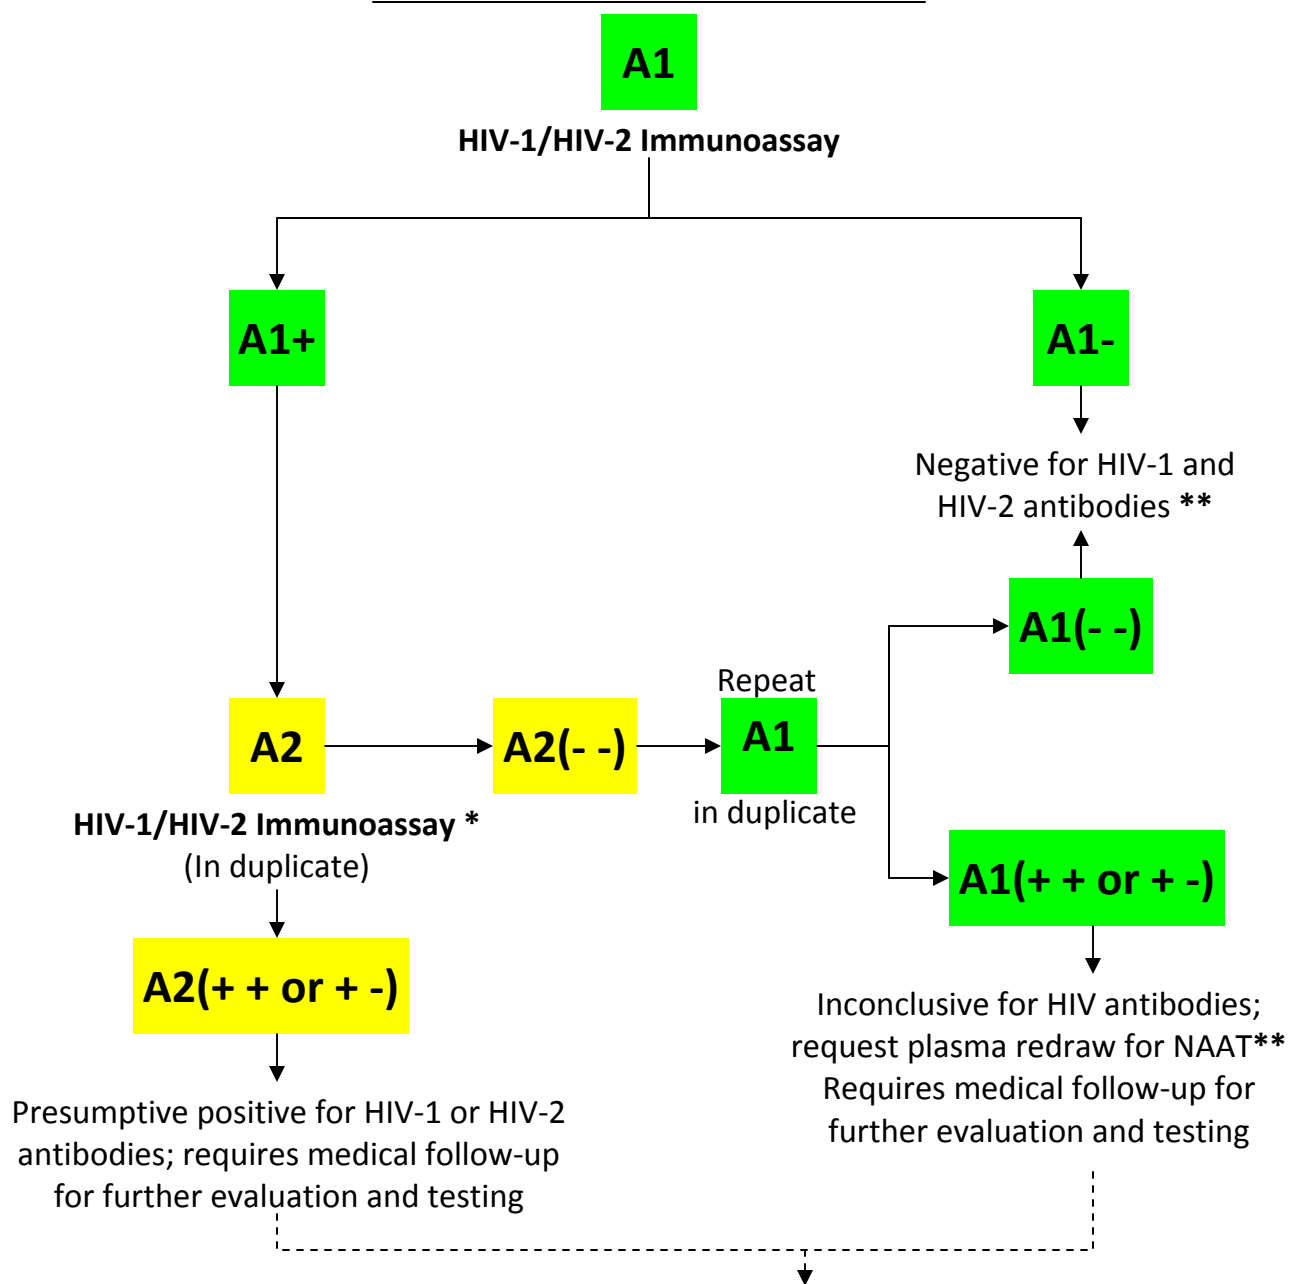 A1
HIV-1/HIV-2 Immunoassay
A1+
A1-
Negative for HIV-1 and
HIV-2 antibodies **
A1(- -)
A2
A2(- -)
Repeat
A1
in duplicate
HIV-1/HIV-2 Immunoassay *
(In duplicate)
A2(+ + or + -)
Presumptive positive for HIV-1 or HIV-2
antibodies; requires medical follow-up
for further evaluation and testing
A1(+ + or + -)
Inconclusive for HIV antibodies;
request plasma redraw for NAAT**
Requires medical follow-up for
further evaluation and testing